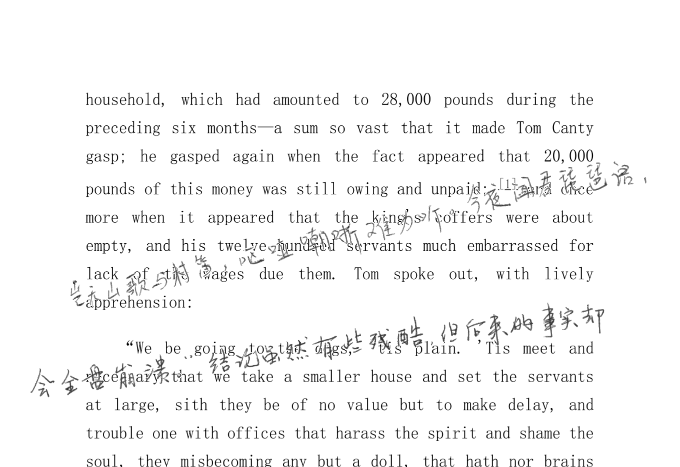 household, which had amounted to 28,000 pounds during the
preceding six months—a sum so vast that it made Tom Canty
gasp; he gasped again when the fact appeared that 20,000
pounds of this money was still owing and unpaid;[12] and once
more when it appeared that the king's coffers were about
empty, and his twelve hundred servants much embarrassed for
lack of the wages due them. Tom spoke out, with lively
apprehension:
岂无山歌与村笛,呕哑嘲哳难为听。今夜闻君琵琶语,
“We be going to the dogs, 'tis plain. 'Tis meet and
necessary that we take a smaller house and set the servants
at large, sith they be of no value but to make delay, and
trouble one with offices that harass the spirit and shame the
soul, they misbecoming any but a doll, that hath nor brains
会全盘崩溃…结论虽然有些残酷,但后来的事实却